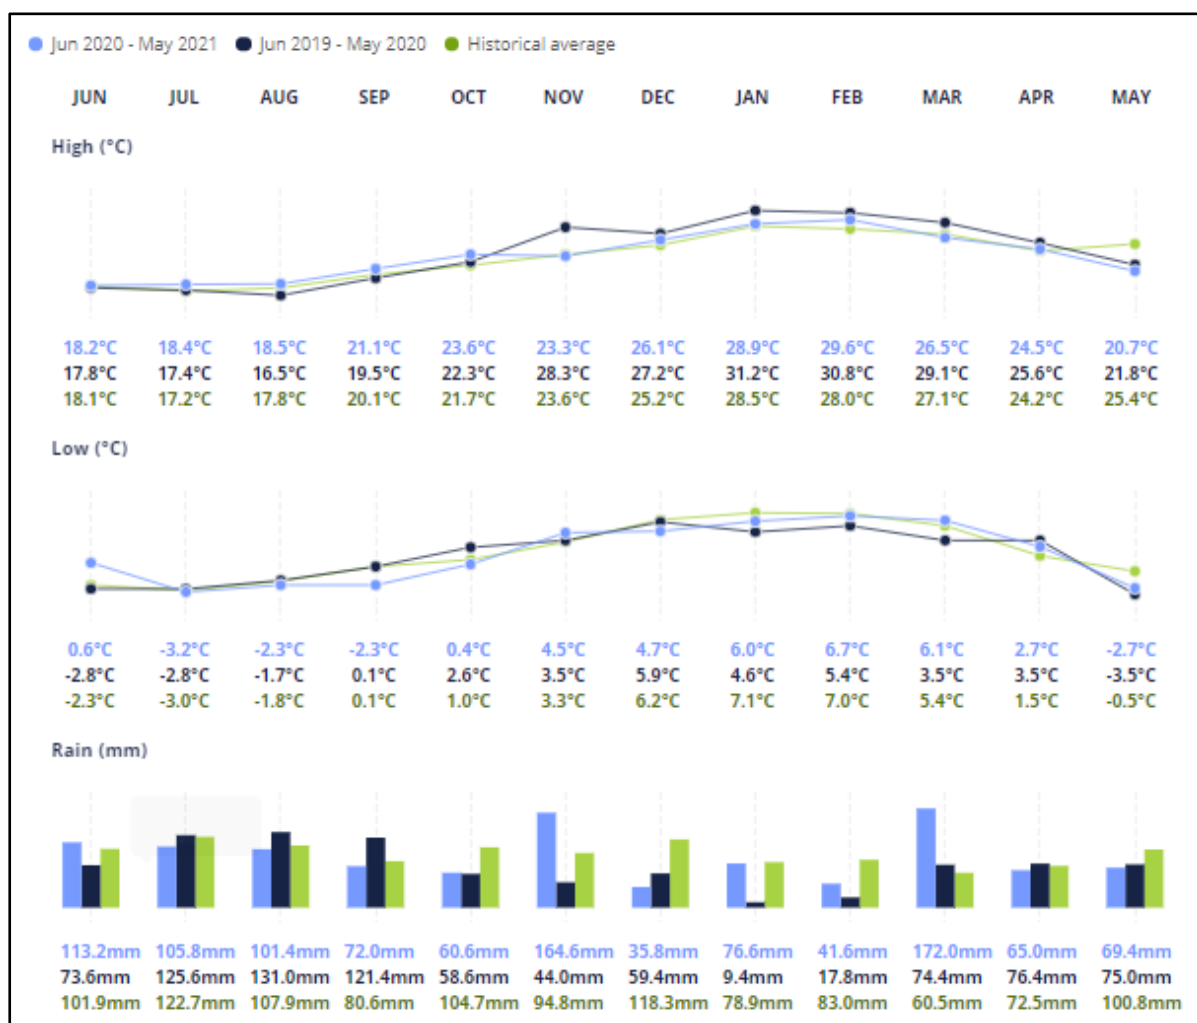 Jun 2020 - May 2021 Jun 2019 - May 2020 Historical average
JUN JUL AUG SEP OCT NOV DEC JAN FEB MAR APR MAY
High (°C)
18.2°C 18.4°C 18.5°C 21.1°C 23.6°C 23.3°C 26.1°C 28.9°C 29.6°C 26.5°C 24.5°C 20.7°C
17.8°C 17.4°C 16.5°C 19.5°C 22.3°C 28.3°C 27.2°C 31.2°C 30.8°C 29.1°C 25.6°C 21.8°C
18.1°C 17.2°C 17.8°C 20.1°C 21.7°C 23.6°C 25.2°C 28.5°C 28.0°C 27.1°C 24.2°C 25.4°C
Low (°C)
0.6°C -3.2°C -2.3°C -2.3°C 0.4°C 4.5°C 4.7°C 6.0°C 6.7°C 6.1°C 2.7°C -2.7°C
-2.8°C -2.8°C -1.7°C 0.1°C 2.6°C 3.5°C 5.9°C 4.6°C 5.4°C 3.5°C 3.5°C -3.5°C
-2.3°C -3.0°C -1.8°C 0.1°C 1.0°C 3.3°C 6.2°C 7.1°C 7.0°C 5.4°C 1.5°C -0.5°C
Rain (mm)
113.2mm 105.8mm 101.4mm 72.0mm 60.6mm 164.6mm 35.8mm 76.6mm 41.6mm 172.0mm 65.0mm 69.4mm
73.6mm 125.6mm 131.0mm 121.4mm 58.6mm 44.0mm 59.4mm 9.4mm 17.8mm 74.4mm 76.4mm 75.0mm
101.9mm 122.7mm 107.9mm 80.6mm 104.7mm 94.8mm 118.3mm 78.9mm 83.0mm 60.5mm 72.5mm 100.8mm